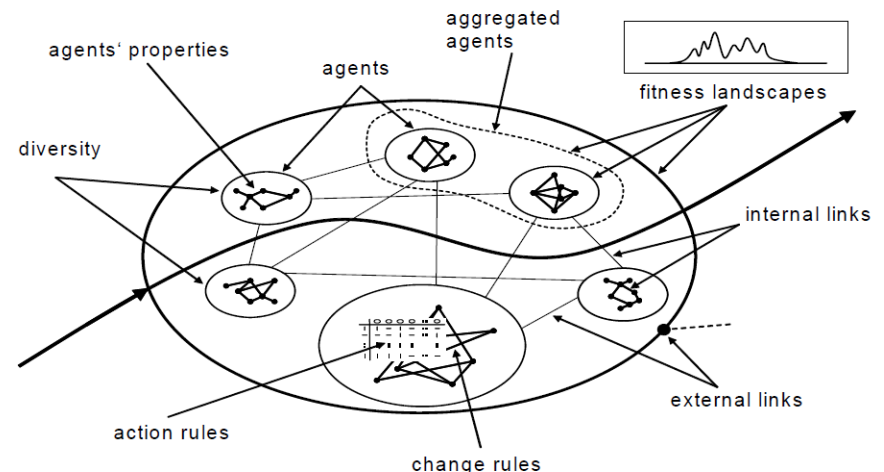 aggregated
agents
agents' properties
agents
fitness landscapes
diversity
internal links
external links
action rules
change rules